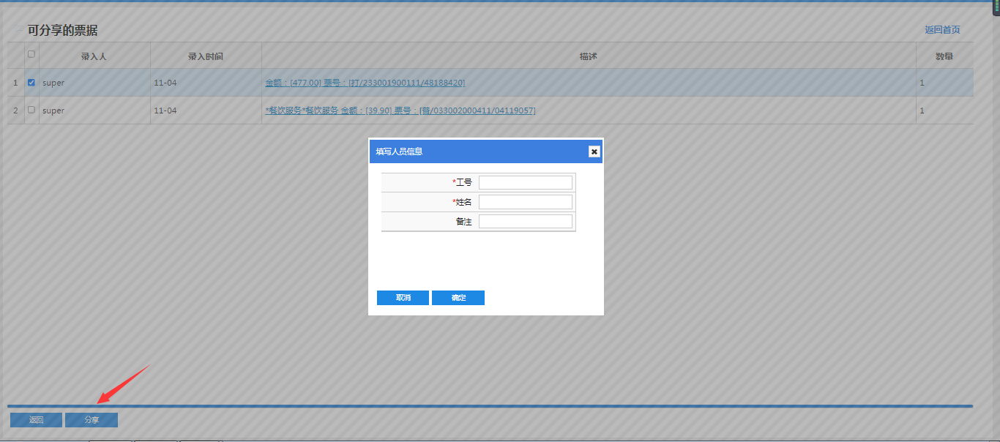 可分享的票据
返回首页
录入人 录入时间 描述 数量
1 super 11-04 金额：[477.00] 票号：[打/233001900111/48188420] 1
2 super 11-04 *餐饮服务*餐饮服务 金额：[39.90] 票号：[普/033002000411/04119057] 1
填写人员信息
*工号
*姓名
备注
取消 确定
返回 分享